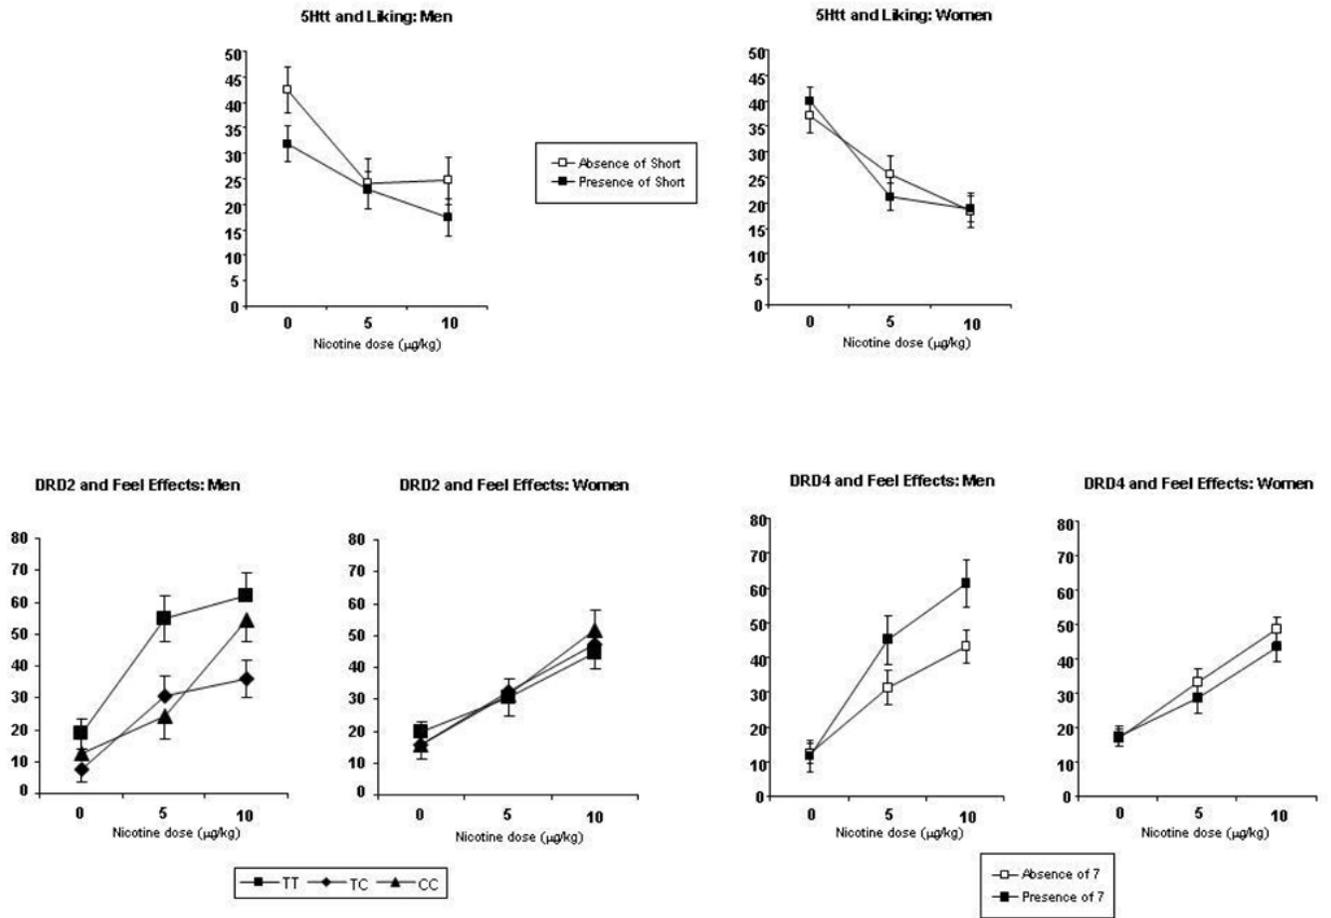 5Htt and Liking: Men
50
45
40
35
30
25
20
15
10
5
0
0 5 10
Nicotine dose (μg/kg)
Absence of Short
Presence of Short
5Htt and Liking: Women
50
45
40
35
30
25
20
15
10
5
0
0 5 10
Nicotine dose (μg/kg)
DRD2 and Feel Effects: Men
80
70
60
50
40
30
20
10
0
0 5 10
Nicotine dose (μg/kg)
DRD2 and Feel Effects: Women
80
70
60
50
40
30
20
10
0
0 5 10
Nicotine dose (μg/kg)
TT TC CC
DRD4 and Feel Effects: Men
80
70
60
50
40
30
20
10
0
0 5 10
Nicotine dose (μg/kg)
DRD4 and Feel Effects: Women
80
70
60
50
40
30
20
10
0
0 5 10
Nicotine dose (μg/kg)
Absence of 7
Presence of 7